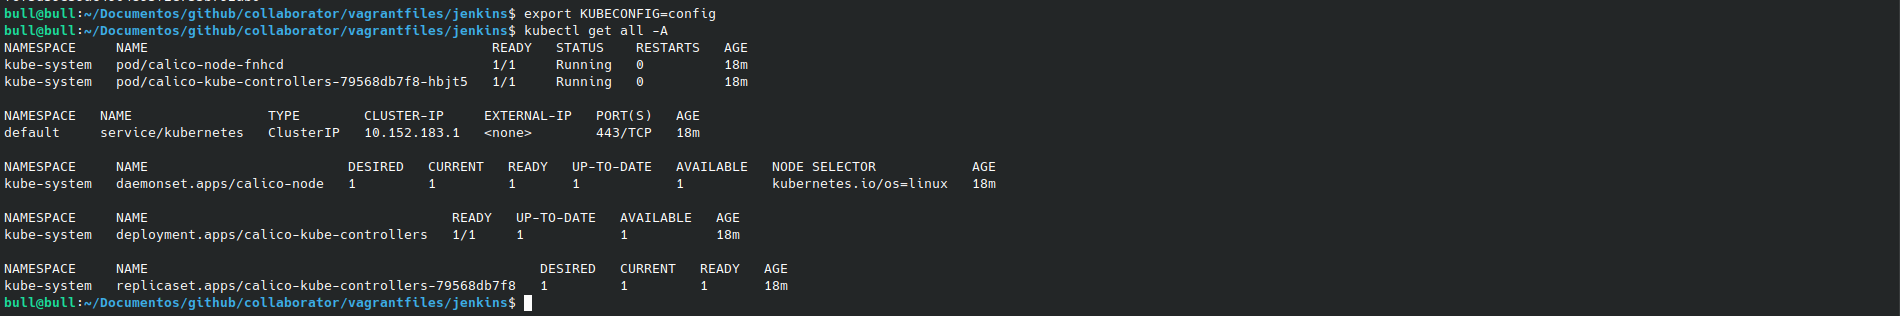 bull@bull:~/Documentos/github/collaborator/vagrantfiles/jenkins$ export KUBECONFIG=config
bull@bull:~/Documentos/github/collaborator/vagrantfiles/jenkins$ kubectl get all -A
NAMESPACE     NAME                                           READY   STATUS    RESTARTS   AGE
kube-system   pod/calico-node-fnhcd                          1/1     Running   0          18m
kube-system   pod/calico-kube-controllers-79568db7f8-hbjt5   1/1     Running   0          18m
NAMESPACE   NAME                 TYPE        CLUSTER-IP     EXTERNAL-IP   PORT(S)   AGE
default     service/kubernetes   ClusterIP   10.152.183.1   <none>        443/TCP   18m
NAMESPACE     NAME                         DESIRED   CURRENT   READY   UP-TO-DATE   AVAILABLE   NODE SELECTOR            AGE
kube-system   daemonset.apps/calico-node   1         1         1       1            1           kubernetes.io/os=linux   18m
NAMESPACE     NAME                                      READY   UP-TO-DATE   AVAILABLE   AGE
kube-system   deployment.apps/calico-kube-controllers   1/1     1            1           18m
NAMESPACE     NAME                                                 DESIRED   CURRENT   READY   AGE
kube-system   replicaset.apps/calico-kube-controllers-79568db7f8   1         1         1       18m
bull@bull:~/Documentos/github/collaborator/vagrantfiles/jenkins$